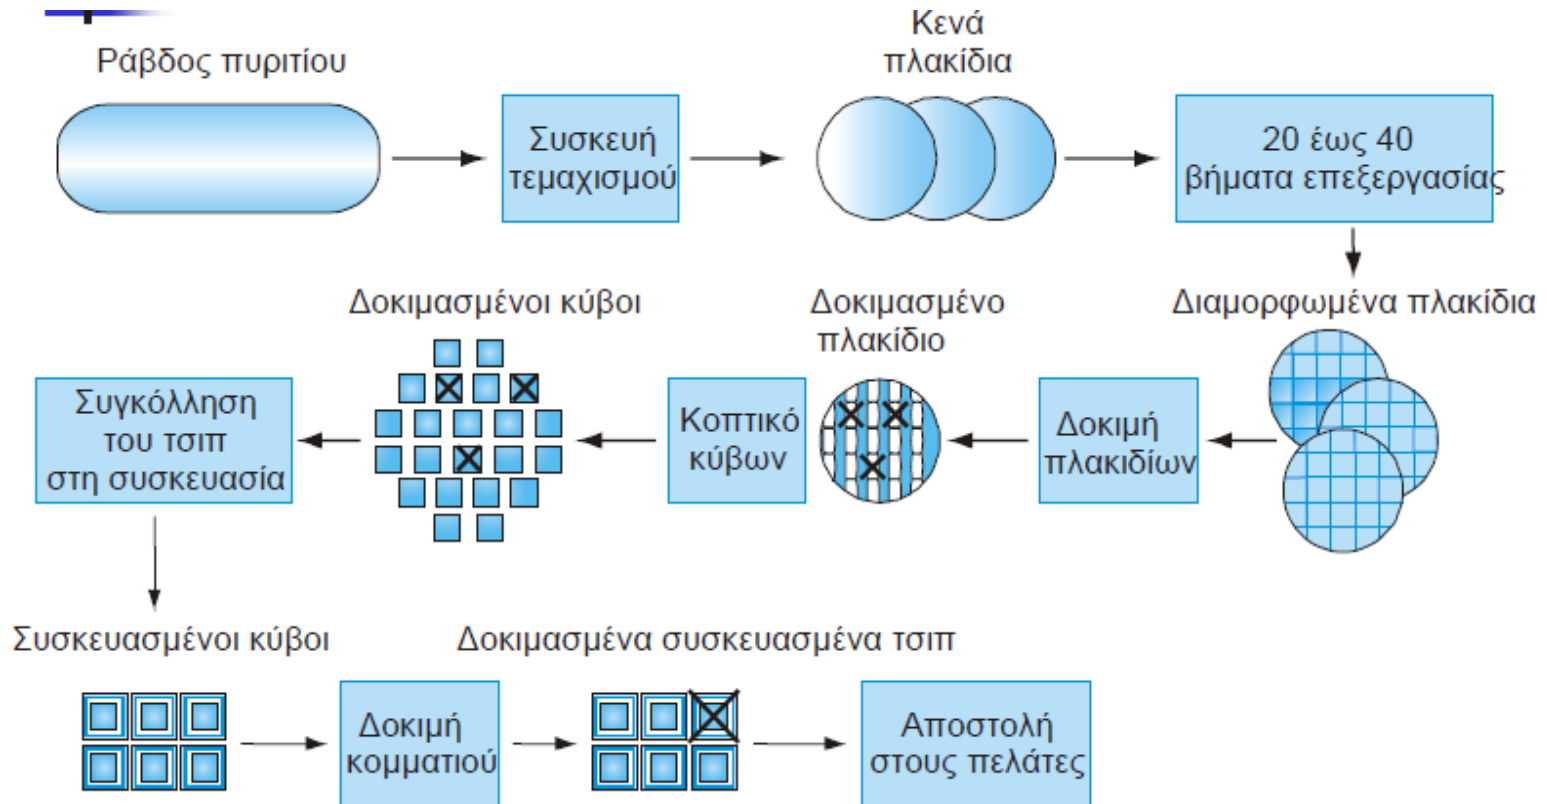 Ράβδος πυριτίου
Συσκευή
τεμαχισμού
Κενά
πλακίδια
20 έως 40
βήματα επεξεργασίας
Διαμορφωμένα πλακίδια
Δοκιμή
πλακιδίων
Δοκιμασμένο
πλακίδιο
Κοπτικό
κύβων
Δοκιμασμένοι κύβοι
Συγκόλληση
του τσιπ
στη συσκευασία
Συσκευασμένοι κύβοι
Δοκιμή
κομματιού
Δοκιμασμένα συσκευασμένα τσιπ
Αποστολή
στους πελάτες